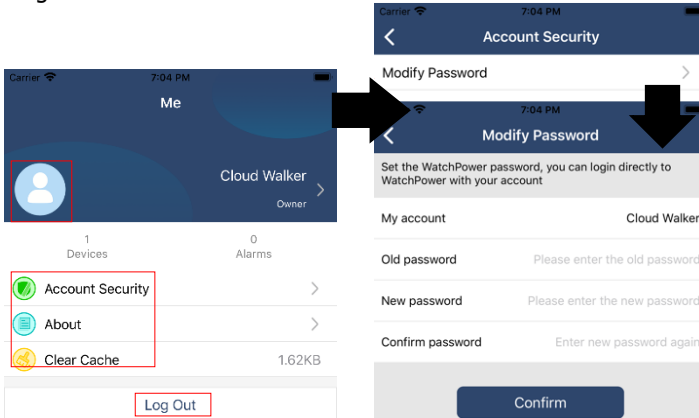 Carrier 7:04 PM
Me
Cloud Walker
Owner
1 0
Devices Alarms
Account Security
About
Clear Cache 1.62KB
Log Out
Carrier 7:04 PM
Account Security
Modify Password
7:04 PM
Modify Password
Set the WatchPower password, you can login directly to
WatchPower with your account
My account Cloud Walker
Old password Please enter the old password
New password Please enter the new password
Confirm password Enter new password again
Confirm